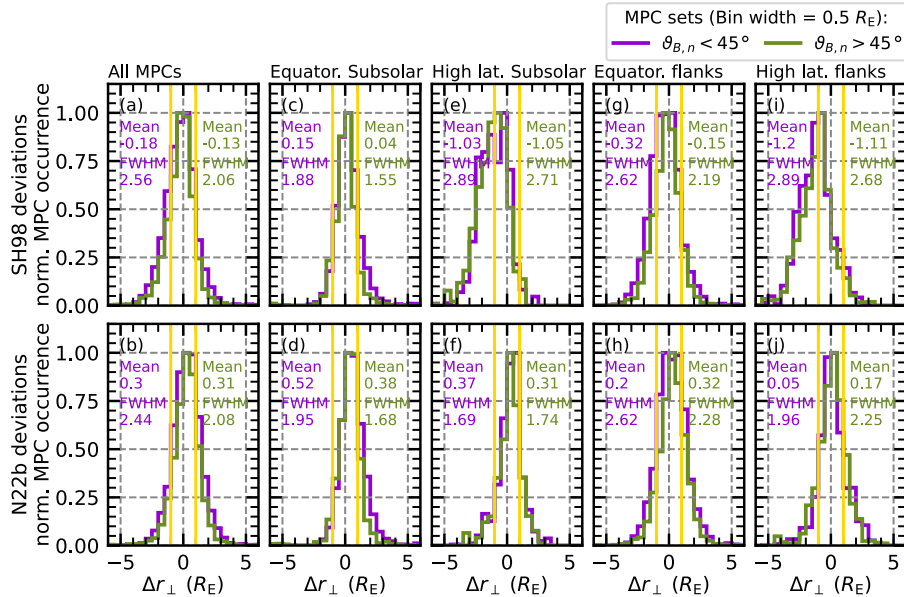 MPC sets (Bin width = 0.5 R_E):
ϑ_{B,n} < 45° ϑ_{B,n} > 45°
All MPCs Equator. Subsolar High lat. Subsolar Equator. flanks High lat. flanks
SH98 deviations
norm. MPC occurrence
1.00
0.75
0.50
0.25
0.00
(a)
Mean Mean
-0.18 -0.13
FWHM FWHM
2.56 2.06
(c)
Mean Mean
0.15 0.04
FWHM FWHM
1.88 1.55
(e)
Mean Mean
-1.03 -1.05
FWHM FWHM
2.89 2.71
(g)
Mean Mean
-0.32 -0.15
FWHM FWHM
2.62 2.19
(i)
Mean Mean
-1.2 -1.11
FWHM FWHM
2.89 2.68
N22b deviations
norm. MPC occurrence
1.00
0.75
0.50
0.25
0.00
(b)
Mean Mean
0.3 0.31
FWHM FWHM
2.44 2.08
(d)
Mean Mean
0.52 0.38
FWHM FWHM
1.95 1.68
(f)
Mean Mean
0.37 0.31
FWHM FWHM
1.69 1.74
(h)
Mean Mean
0.2 0.32
FWHM FWHM
2.62 2.28
(j)
Mean Mean
0.05 0.17
FWHM FWHM
1.96 2.25
−5 0 5 −5 0 5 −5 0 5 −5 0 5 −5 0 5
Δr_⊥ (R_E) Δr_⊥ (R_E) Δr_⊥ (R_E) Δr_⊥ (R_E) Δr_⊥ (R_E)